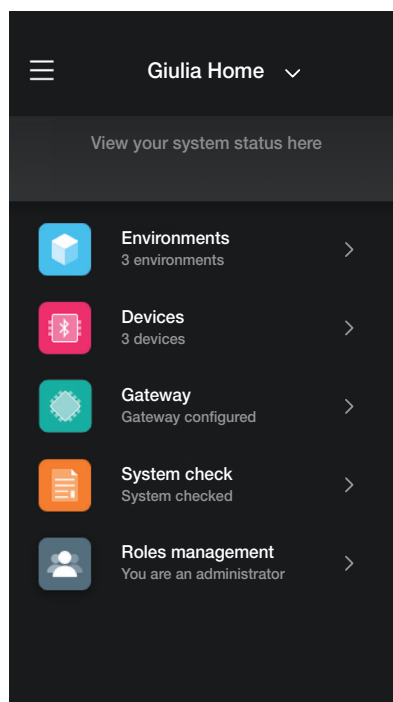 Giulia Home
View your system status here
Environments
3 environments
Devices
3 devices
Gateway
Gateway configured
System check
System checked
Roles management
You are an administrator